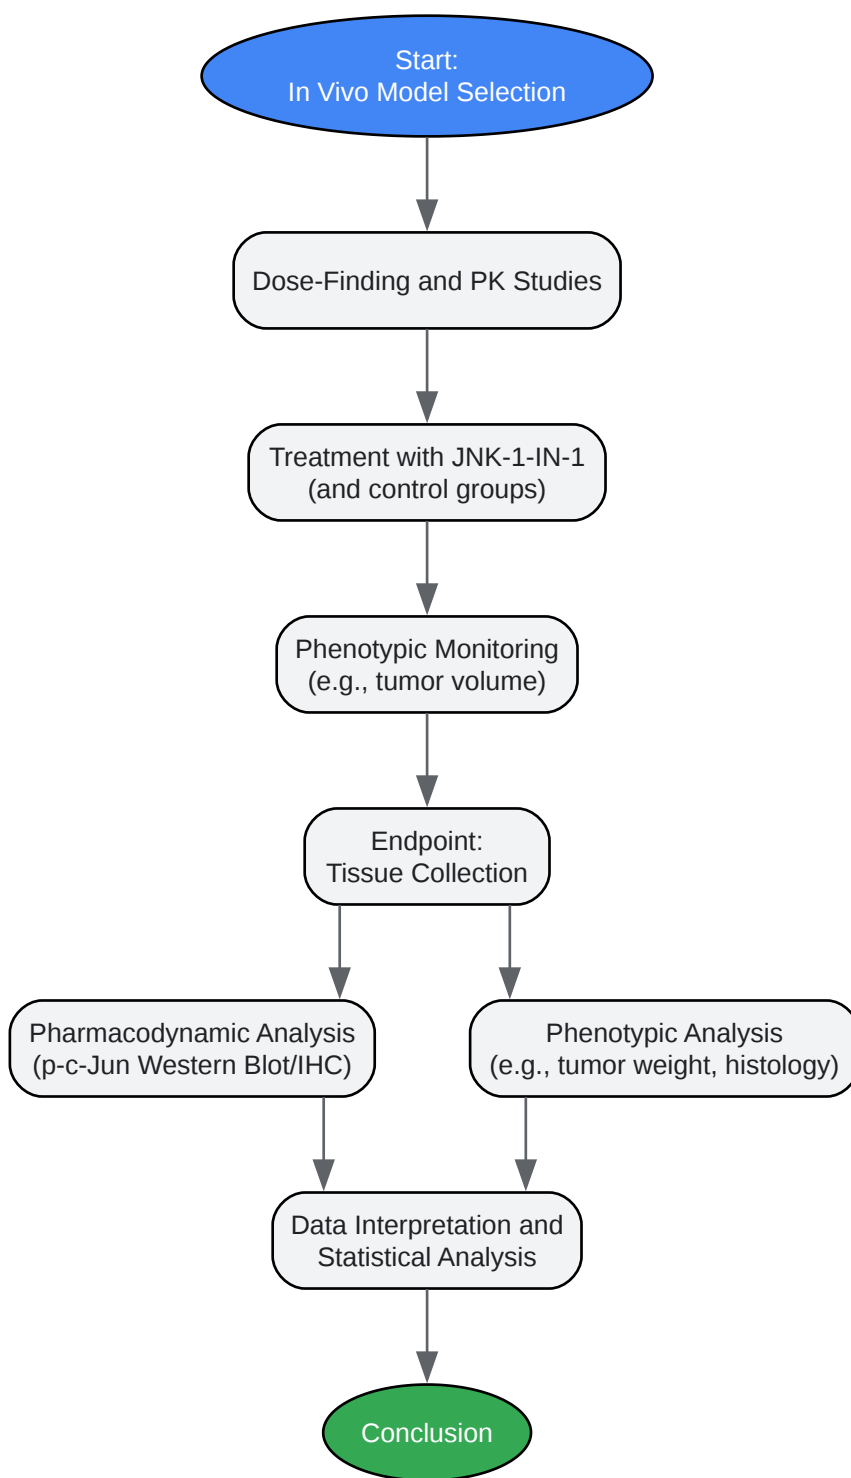 Start:
In Vivo Model Selection
Dose-Finding and PK Studies
Treatment with JNK-1-IN-1
(and control groups)
Phenotypic Monitoring
(e.g., tumor volume)
Endpoint:
Tissue Collection
Pharmacodynamic Analysis
(p-c-Jun Western Blot/IHC)
Phenotypic Analysis
(e.g., tumor weight, histology)
Data Interpretation and
Statistical Analysis
Conclusion